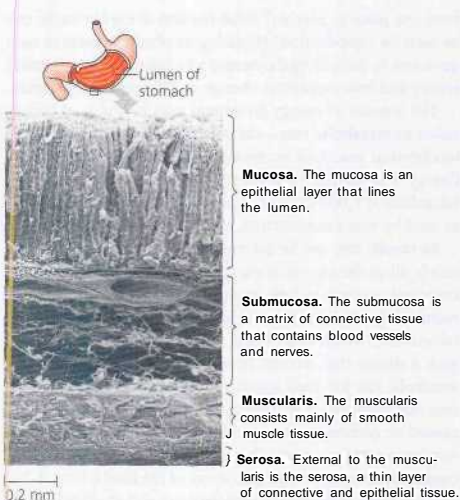 Lumen of
stomach
Mucosa. The mucosa is an
epithelial layer that lines
the lumen.
Submucosa. The submucosa is
a matrix of connective tissue
that contains blood vessels
and nerves.
Muscularis. The muscularis
consists mainly of smooth
J muscle tissue.
} Serosa. External to the muscu-
laris is the serosa, a thin layer
of connective and epithelial tissue.
0.2 mm